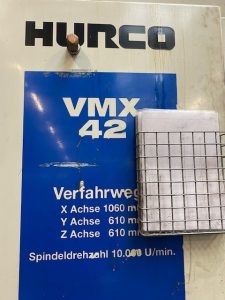 HURCO
VMX
42
Verfahrweg
X Achse 1060 m
Y Achse 610 m
Z Achse 610 m
Spindeldrehzahl 10.000 U/min.